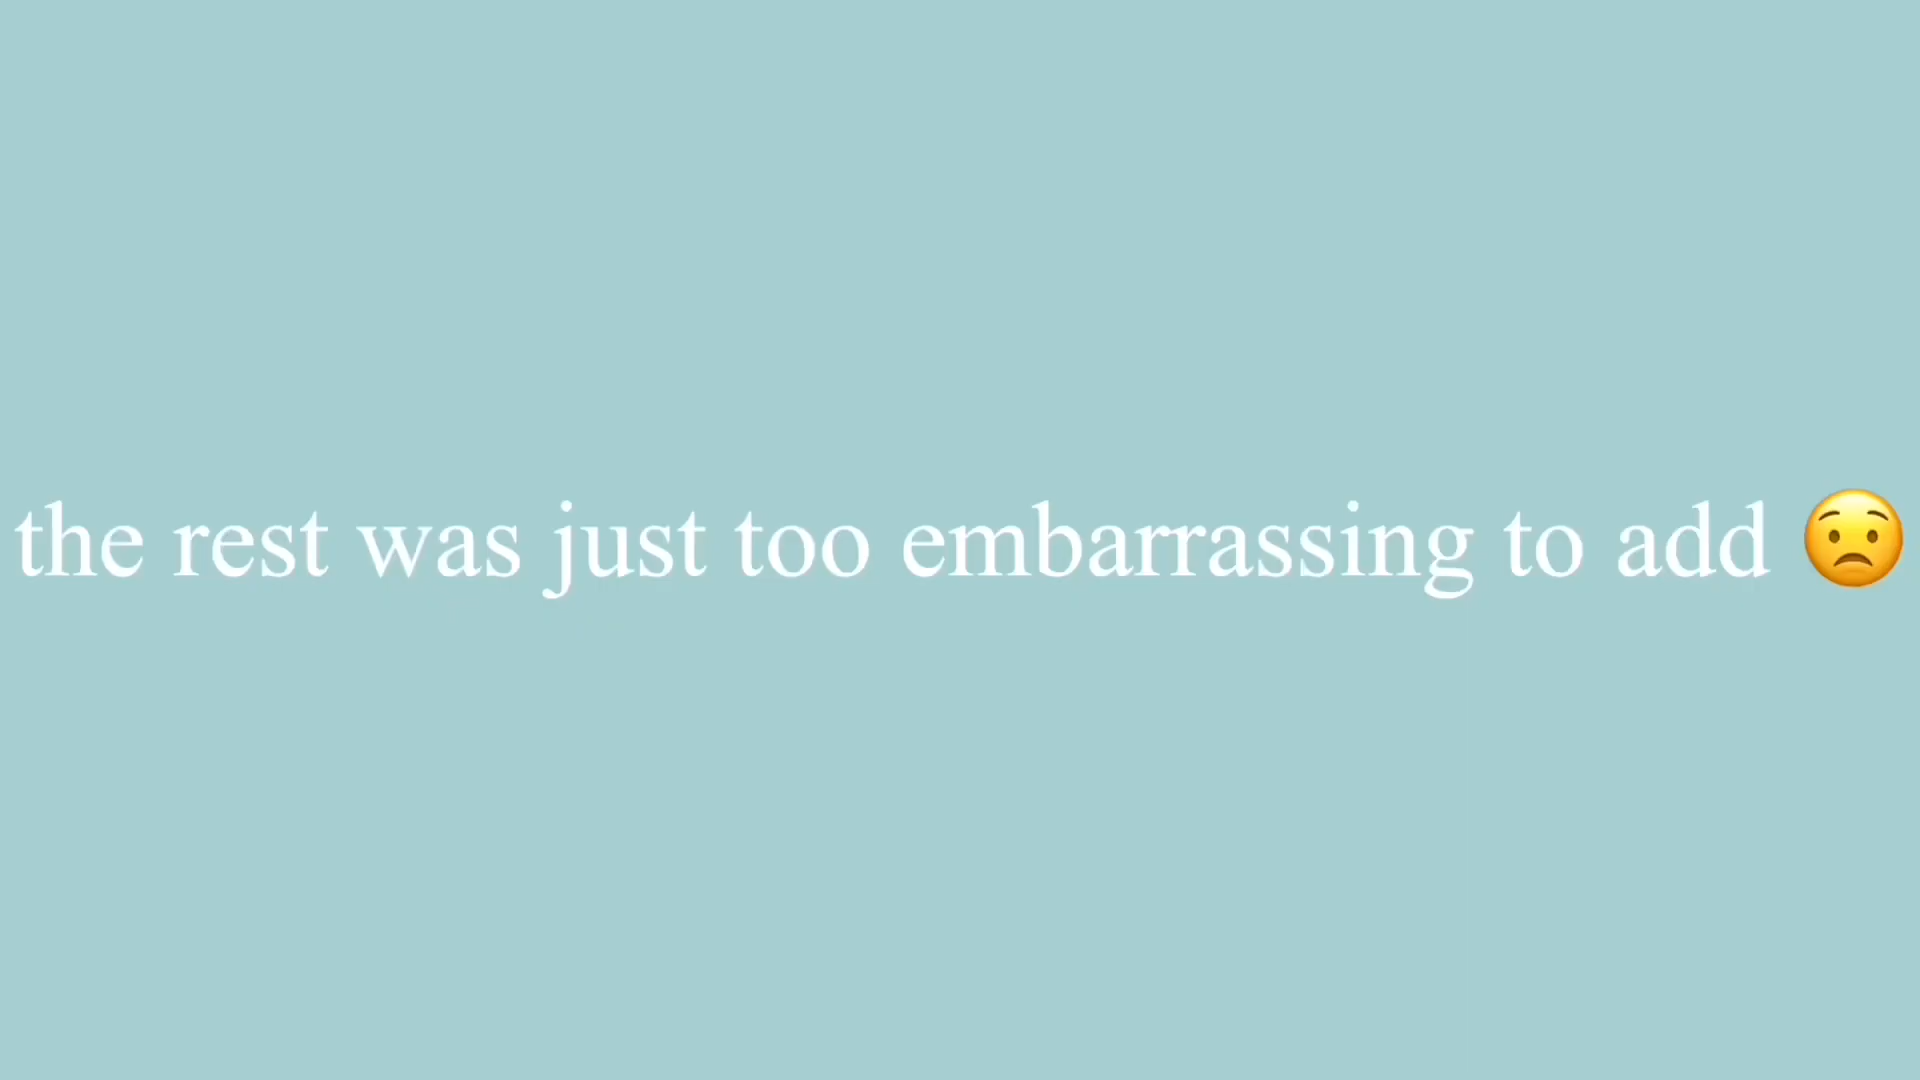 the rest was just too embarrassing to add 😟